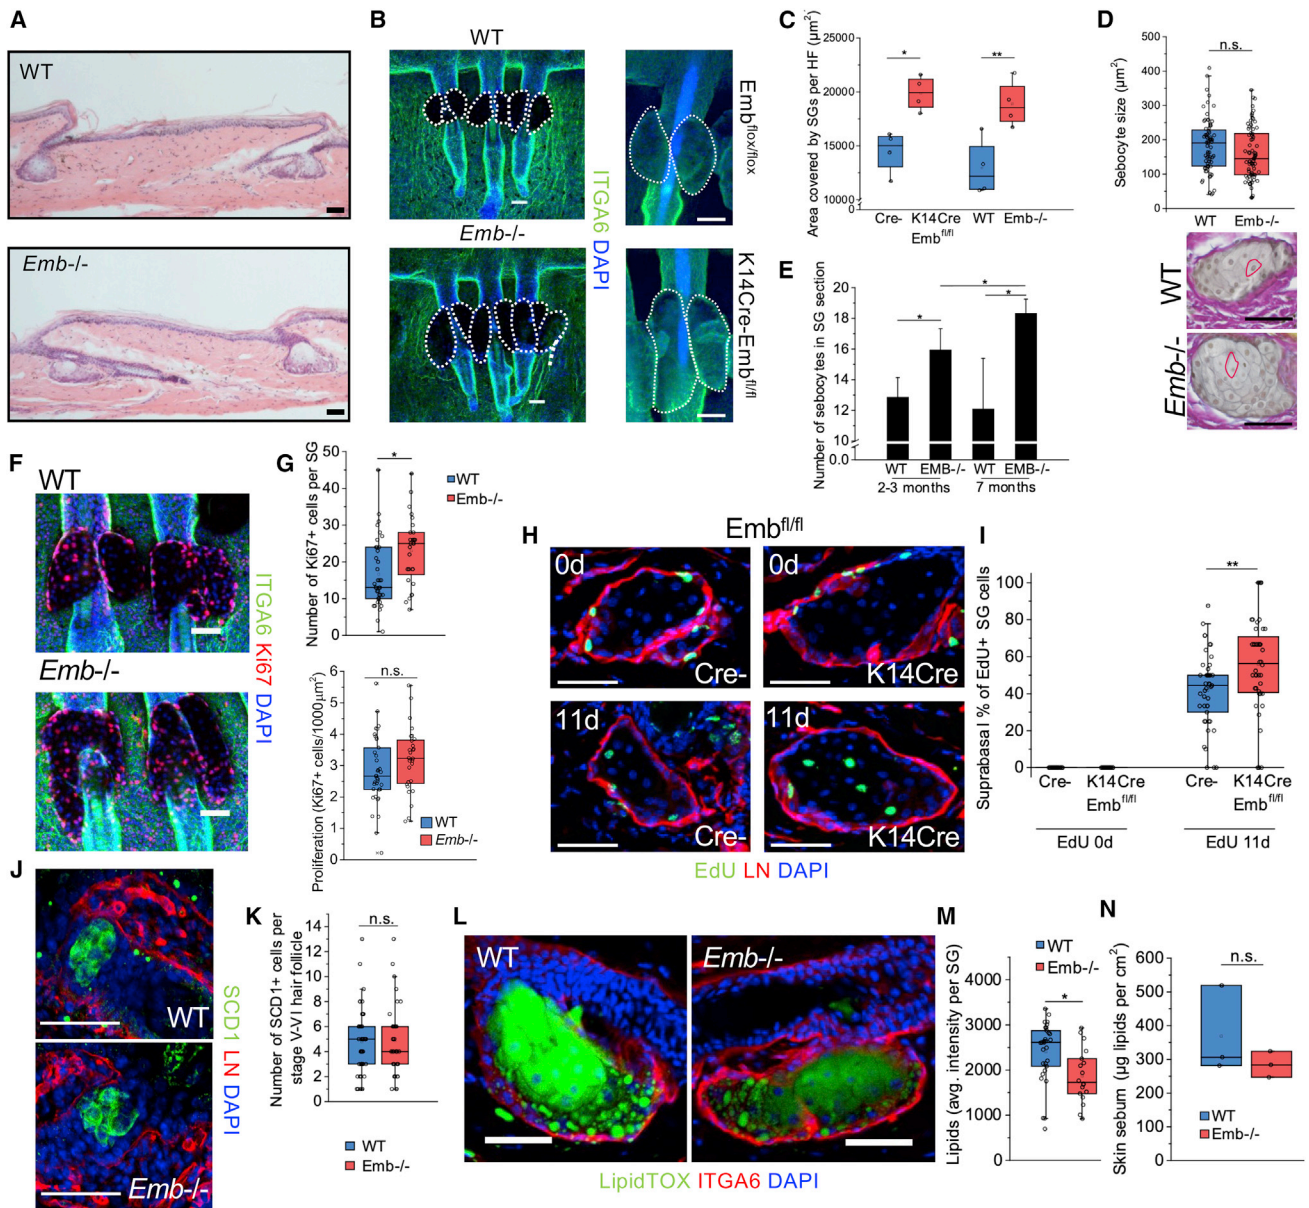 A
WT
Emb-/-
B
WT
Emb-/-
ITGA6 DAPI
Embflox/flox
K14Cre-Embfl/fl
C
Area covered by SGs per HF (µm²)
25000
20000
15000
10000
0
*
**
Cre- K14Cre WT Emb-/-
Embfl/fl
D
Sebocyte size (µm²)
500
400
300
200
100
0
n.s.
WT Emb-/-
WT
Emb-/-
E
Number of sebocytes in SG section
20
18
16
14
12
10
0.0
*
*
*
WT EMB-/- WT EMB-/-
2-3 months 7 months
F
WT
Emb-/-
ITGA6 Ki67 DAPI
G
Number of Ki67+ cells per SG
50
40
30
20
10
0
*
WT
Emb-/-
Proliferation (Ki67+ cells/1000µm²)
6
5
4
3
2
1
0
n.s.
WT
Emb-/-
H
Embfl/fl
0d
Cre-
0d
K14Cre
11d
Cre-
11d
K14Cre
EdU LN DAPI
I
Suprabasal % of EdU+ SG cells
100
80
60
40
20
0
**
Cre- K14Cre Cre- K14Cre
Embfl/fl Embfl/fl
EdU 0d EdU 11d
J
WT
Emb-/-
SCD1 LN DAPI
K
Number of SCD1+ cells per
stage V-VI hair follicle
14
12
10
8
6
4
2
0
n.s.
WT
Emb-/-
L
WT
Emb-/-
LipidTOX ITGA6 DAPI
M
WT
Emb-/-
Lipids (avg. intensity per SG)
4000
3000
2000
1000
0
*
N
Skin sebum (µg lipids per cm²)
600
500
400
300
200
100
0
n.s.
WT
Emb-/-